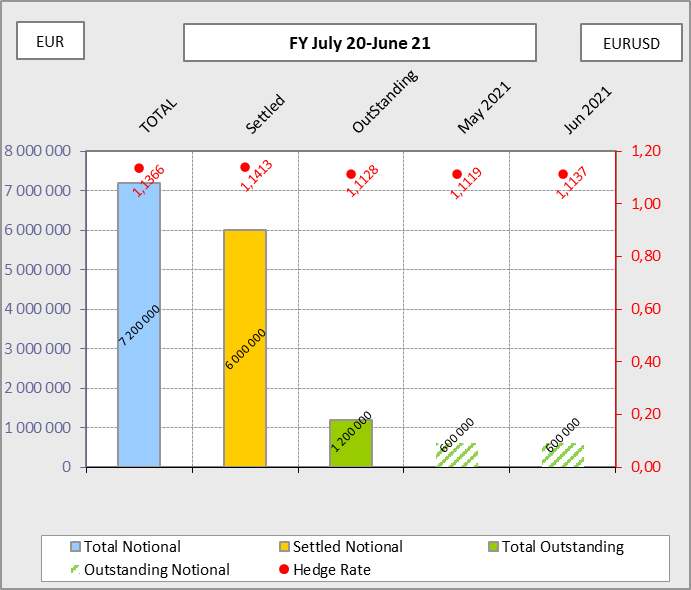 EUR
FY July 20-June 21
EURUSD
TOTAL
Settled
OutStanding
May 2021
Jun 2021
8 000 000
7 000 000
6 000 000
5 000 000
4 000 000
3 000 000
2 000 000
1 000 000
0
1,1366
1,1413
1,1128
1,1119
1,1137
7 200 000
6 000 000
1 200 000
600 000
600 000
1,20
1,00
0,80
0,60
0,40
0,20
0,00
Total Notional
Settled Notional
Total Outstanding
Outstanding Notional
Hedge Rate